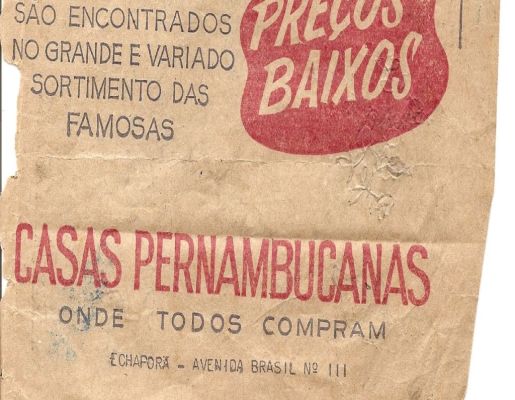 SÃO ENCONTRADOS
NO GRANDE E VARIADO
SORTIMENTO DAS
FAMOSAS
PREÇOS
BAIXOS
CASAS PERNAMBUCANAS
ONDE TODOS COMPRAM
ECHAPORÃ - AVENIDA BRASIL Nº 111